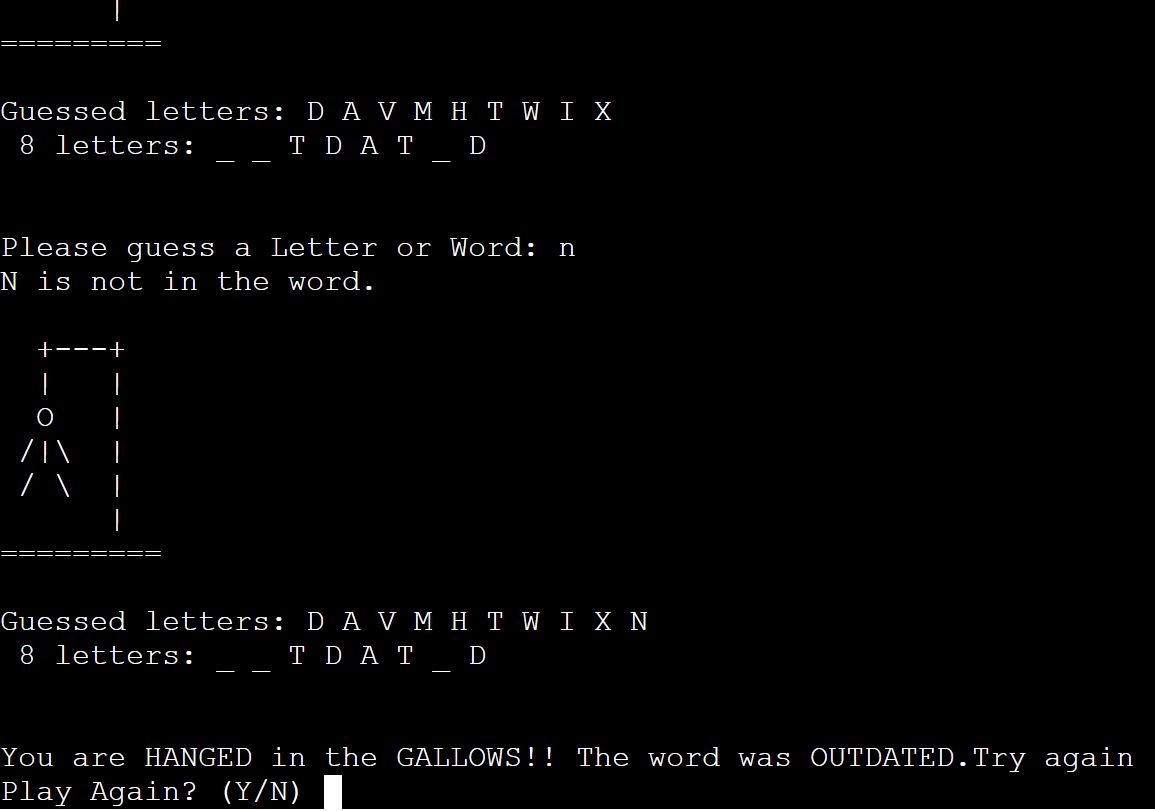 |
=========
Guessed letters: D A V M H T W I X
8 letters: _ _ T D A T _ D
Please guess a Letter or Word: n
N is not in the word.
+---+
|   |
O   |
/|\  |
/ \  |
|
=========
Guessed letters: D A V M H T W I X N
8 letters: _ _ T D A T _ D
You are HANGED in the GALLOWS!! The word was OUTDATED.Try again
Play Again? (Y/N)